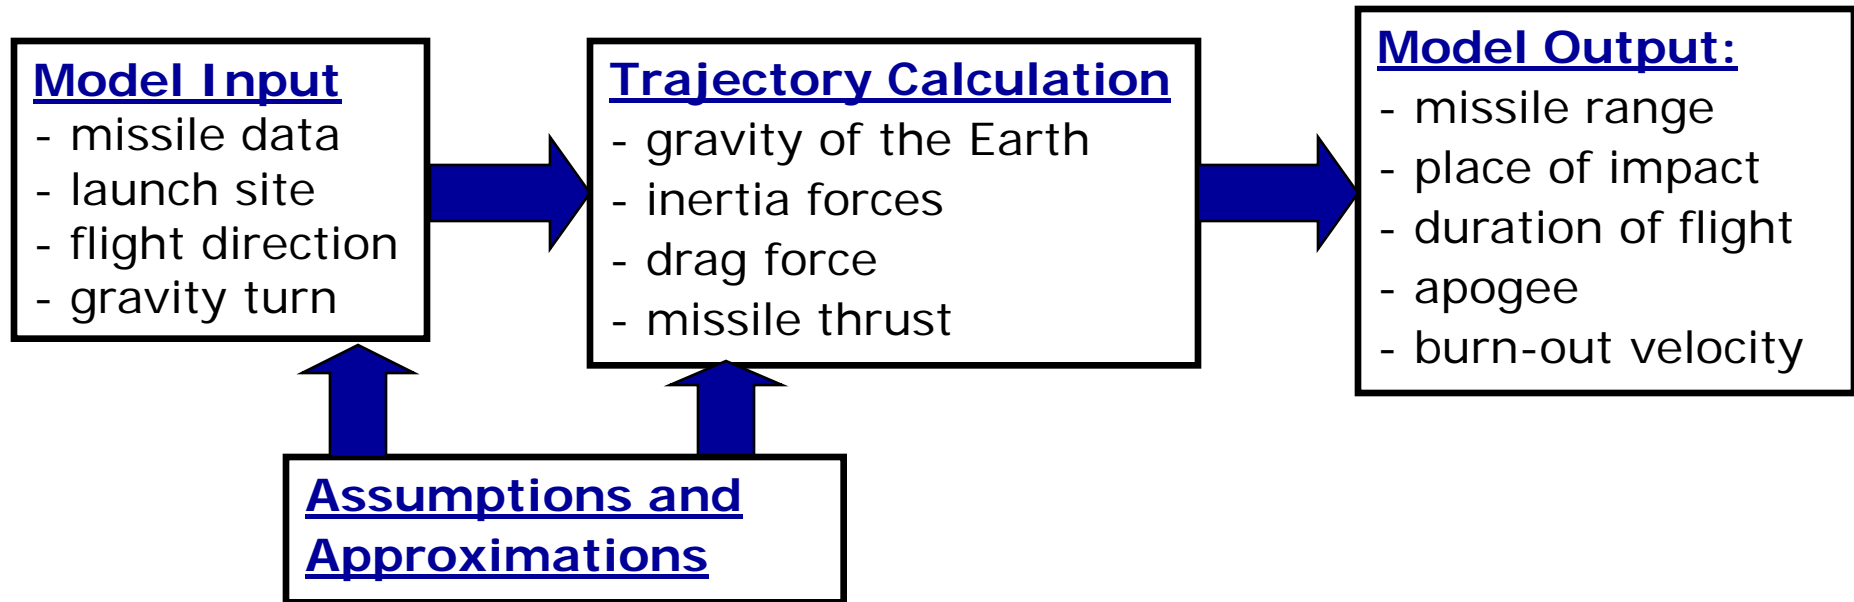 Model Input
- missile data
- launch site
- flight direction
- gravity turn
Trajectory Calculation
- gravity of the Earth
- inertia forces
- drag force
- missile thrust
Model Output:
- missile range
- place of impact
- duration of flight
- apogee
- burn-out velocity
Assumptions and
Approximations